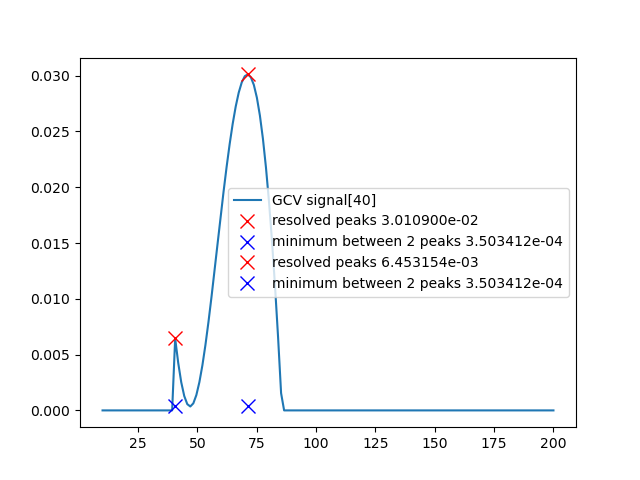 0.030
0.025
0.020
0.015
0.010
0.005
0.000
GCV signal[40]
resolved peaks 3.010900e-02
minimum between 2 peaks 3.503412e-04
resolved peaks 6.453154e-03
minimum between 2 peaks 3.503412e-04
25 50 75 100 125 150 175 200